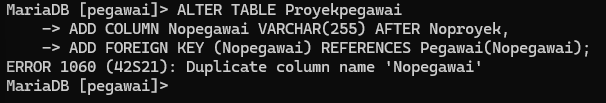 MariaDB [pegawai]> ALTER TABLE Proyekpegawai
    -> ADD COLUMN Nopegawai VARCHAR(255) AFTER Noproyek,
    -> ADD FOREIGN KEY (Nopegawai) REFERENCES Pegawai(Nopegawai);
ERROR 1060 (42S21): Duplicate column name 'Nopegawai'
MariaDB [pegawai]>